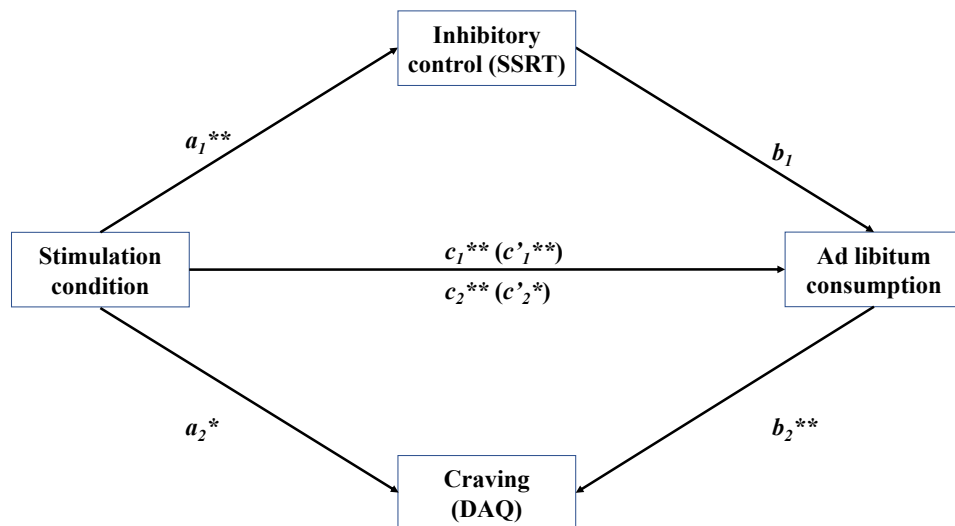 Inhibitory
control (SSRT)
a1**
b1
Stimulation
condition
c1** (c’1**)
c2** (c’2*)
Ad libitum
consumption
a2*
b2**
Craving
(DAQ)